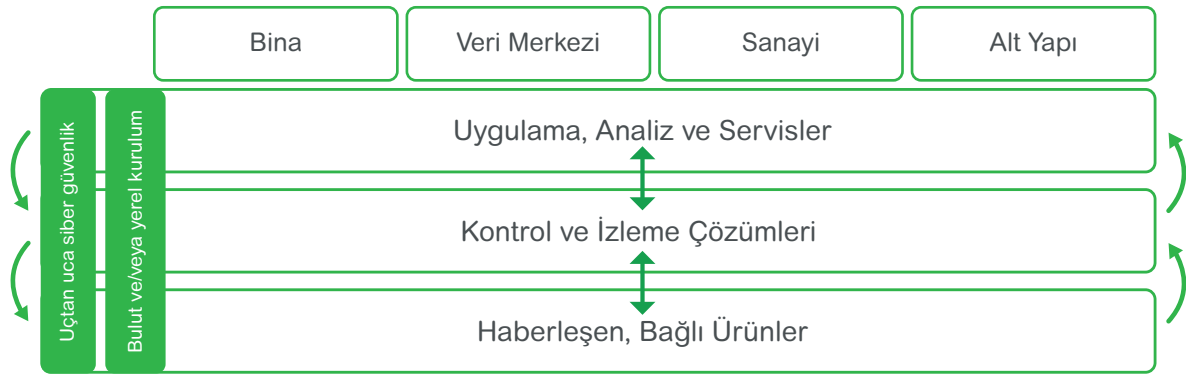 Bina
Veri Merkezi
Sanayi
Alt Yapı
Uçtan uca siber güvenlik
Bulut ve/veya yerel kurulum
Uygulama, Analiz ve Servisler
Kontrol ve İzleme Çözümleri
Haberleşen, Bağlı Ürünler